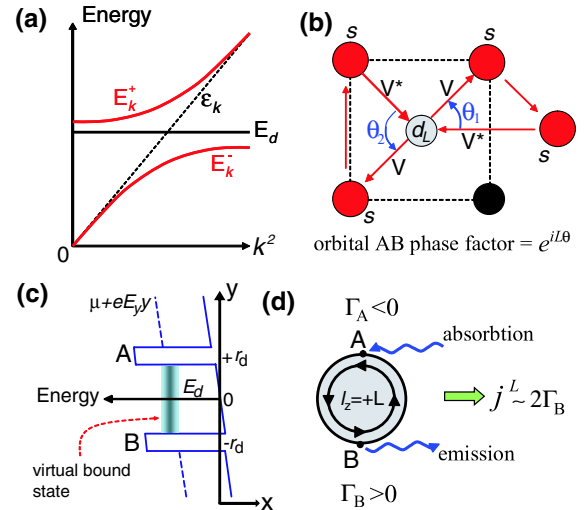 (a)
Energy
E_k^+
ε_k
E_d
E_k^-
0
k^2
(b)
s
s
V*
V
θ_1
θ_2
d_L
V*
V
s
s
orbital AB phase factor = e^{iLθ}
(c)
y
μ+eE_y y
A
+r_d
Energy
E_d
0
B
-r_d
virtual bound
state
x
(d)
Γ_A<0
A
absorbtion
l_z=+L
j^L ~ 2Γ_B
B
emission
Γ_B>0